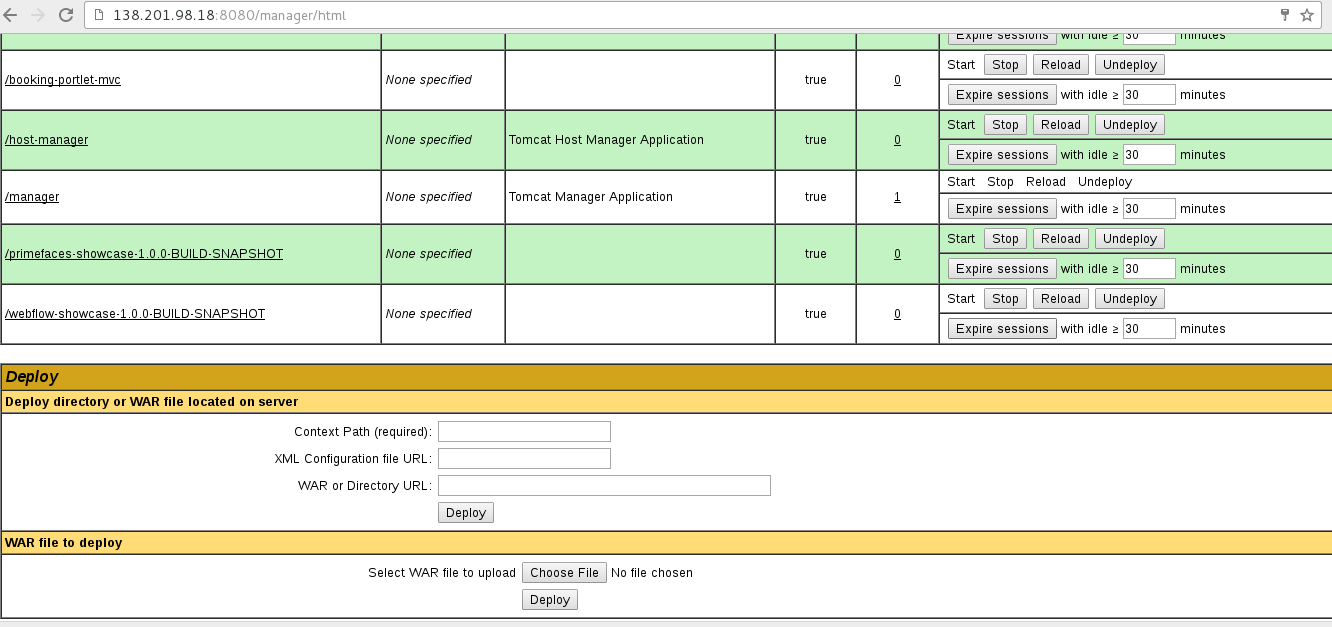 138.201.98.18:8080/manager/html
Expire sessions with idle ≥ 30 minutes
/booking-portlet-mvc None specified true 0 Start Stop Reload Undeploy
Expire sessions with idle ≥ 30 minutes
/host-manager None specified Tomcat Host Manager Application true 0 Start Stop Reload Undeploy
Expire sessions with idle ≥ 30 minutes
/manager None specified Tomcat Manager Application true 1 Start Stop Reload Undeploy
Expire sessions with idle ≥ 30 minutes
/primefaces-showcase-1.0.0-BUILD-SNAPSHOT None specified true 0 Start Stop Reload Undeploy
Expire sessions with idle ≥ 30 minutes
/webflow-showcase-1.0.0-BUILD-SNAPSHOT None specified true 0 Start Stop Reload Undeploy
Expire sessions with idle ≥ 30 minutes
Deploy
Deploy directory or WAR file located on server
Context Path (required):
XML Configuration file URL:
WAR or Directory URL:
Deploy
WAR file to deploy
Select WAR file to upload Choose File No file chosen
Deploy